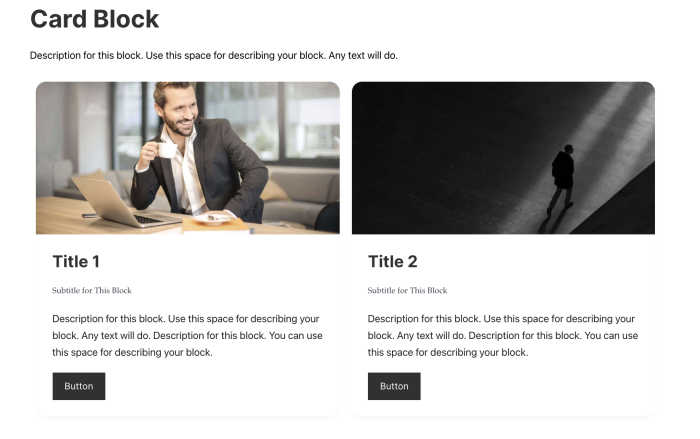 Card Block
Description for this block. Use this space for describing your block. Any text will do.
Title 1
Subtitle for This Block
Description for this block. Use this space for describing your
block. Any text will do. Description for this block. You can use
this space for describing your block.
Button
Title 2
Subtitle for This Block
Description for this block. Use this space for describing your
block. Any text will do. Description for this block. You can use
this space for describing your block.
Button